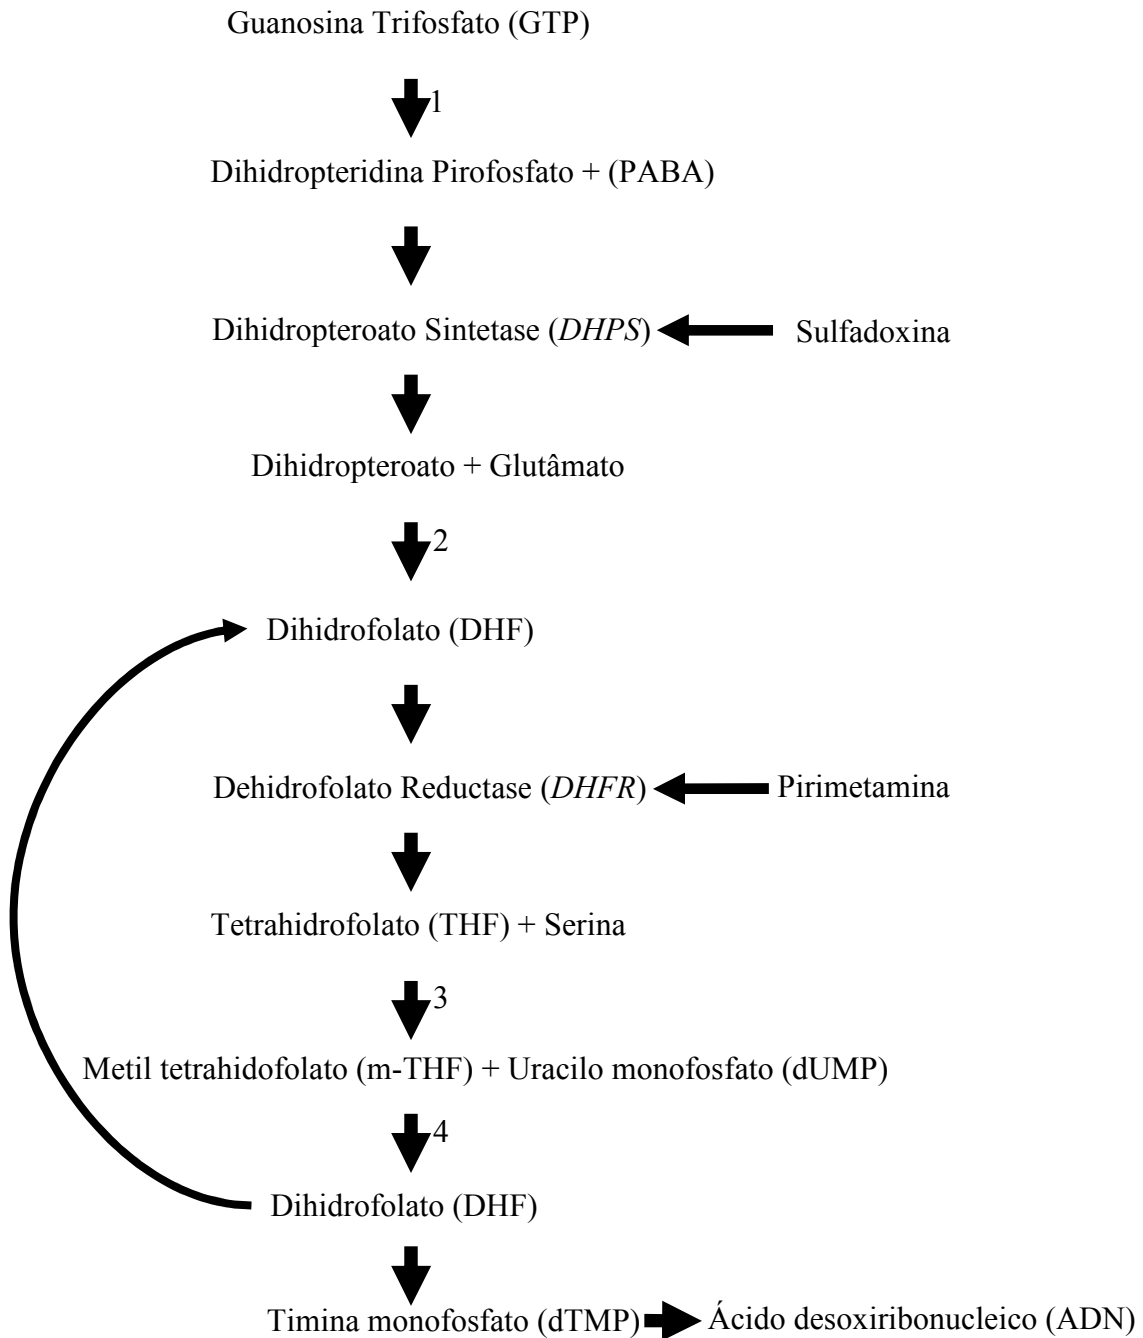 Guanosina Trifosfato (GTP)
1
Dihidropteridina Pirofosfato + (PABA)
Dihidropteroato Sintetase (DHPS)
Sulfadoxina
Dihidropteroato + Glutâmato
2
Dihidrofolato (DHF)
Dehidrofolato Reductase (DHFR)
Pirimetamina
Tetrahidrofolato (THF) + Serina
3
Metil tetrahidofolato (m-THF) + Uracilo monofosfato (dUMP)
4
Dihidrofolato (DHF)
Timina monofosfato (dTMP)
Ácido desoxiribonucleico (ADN)